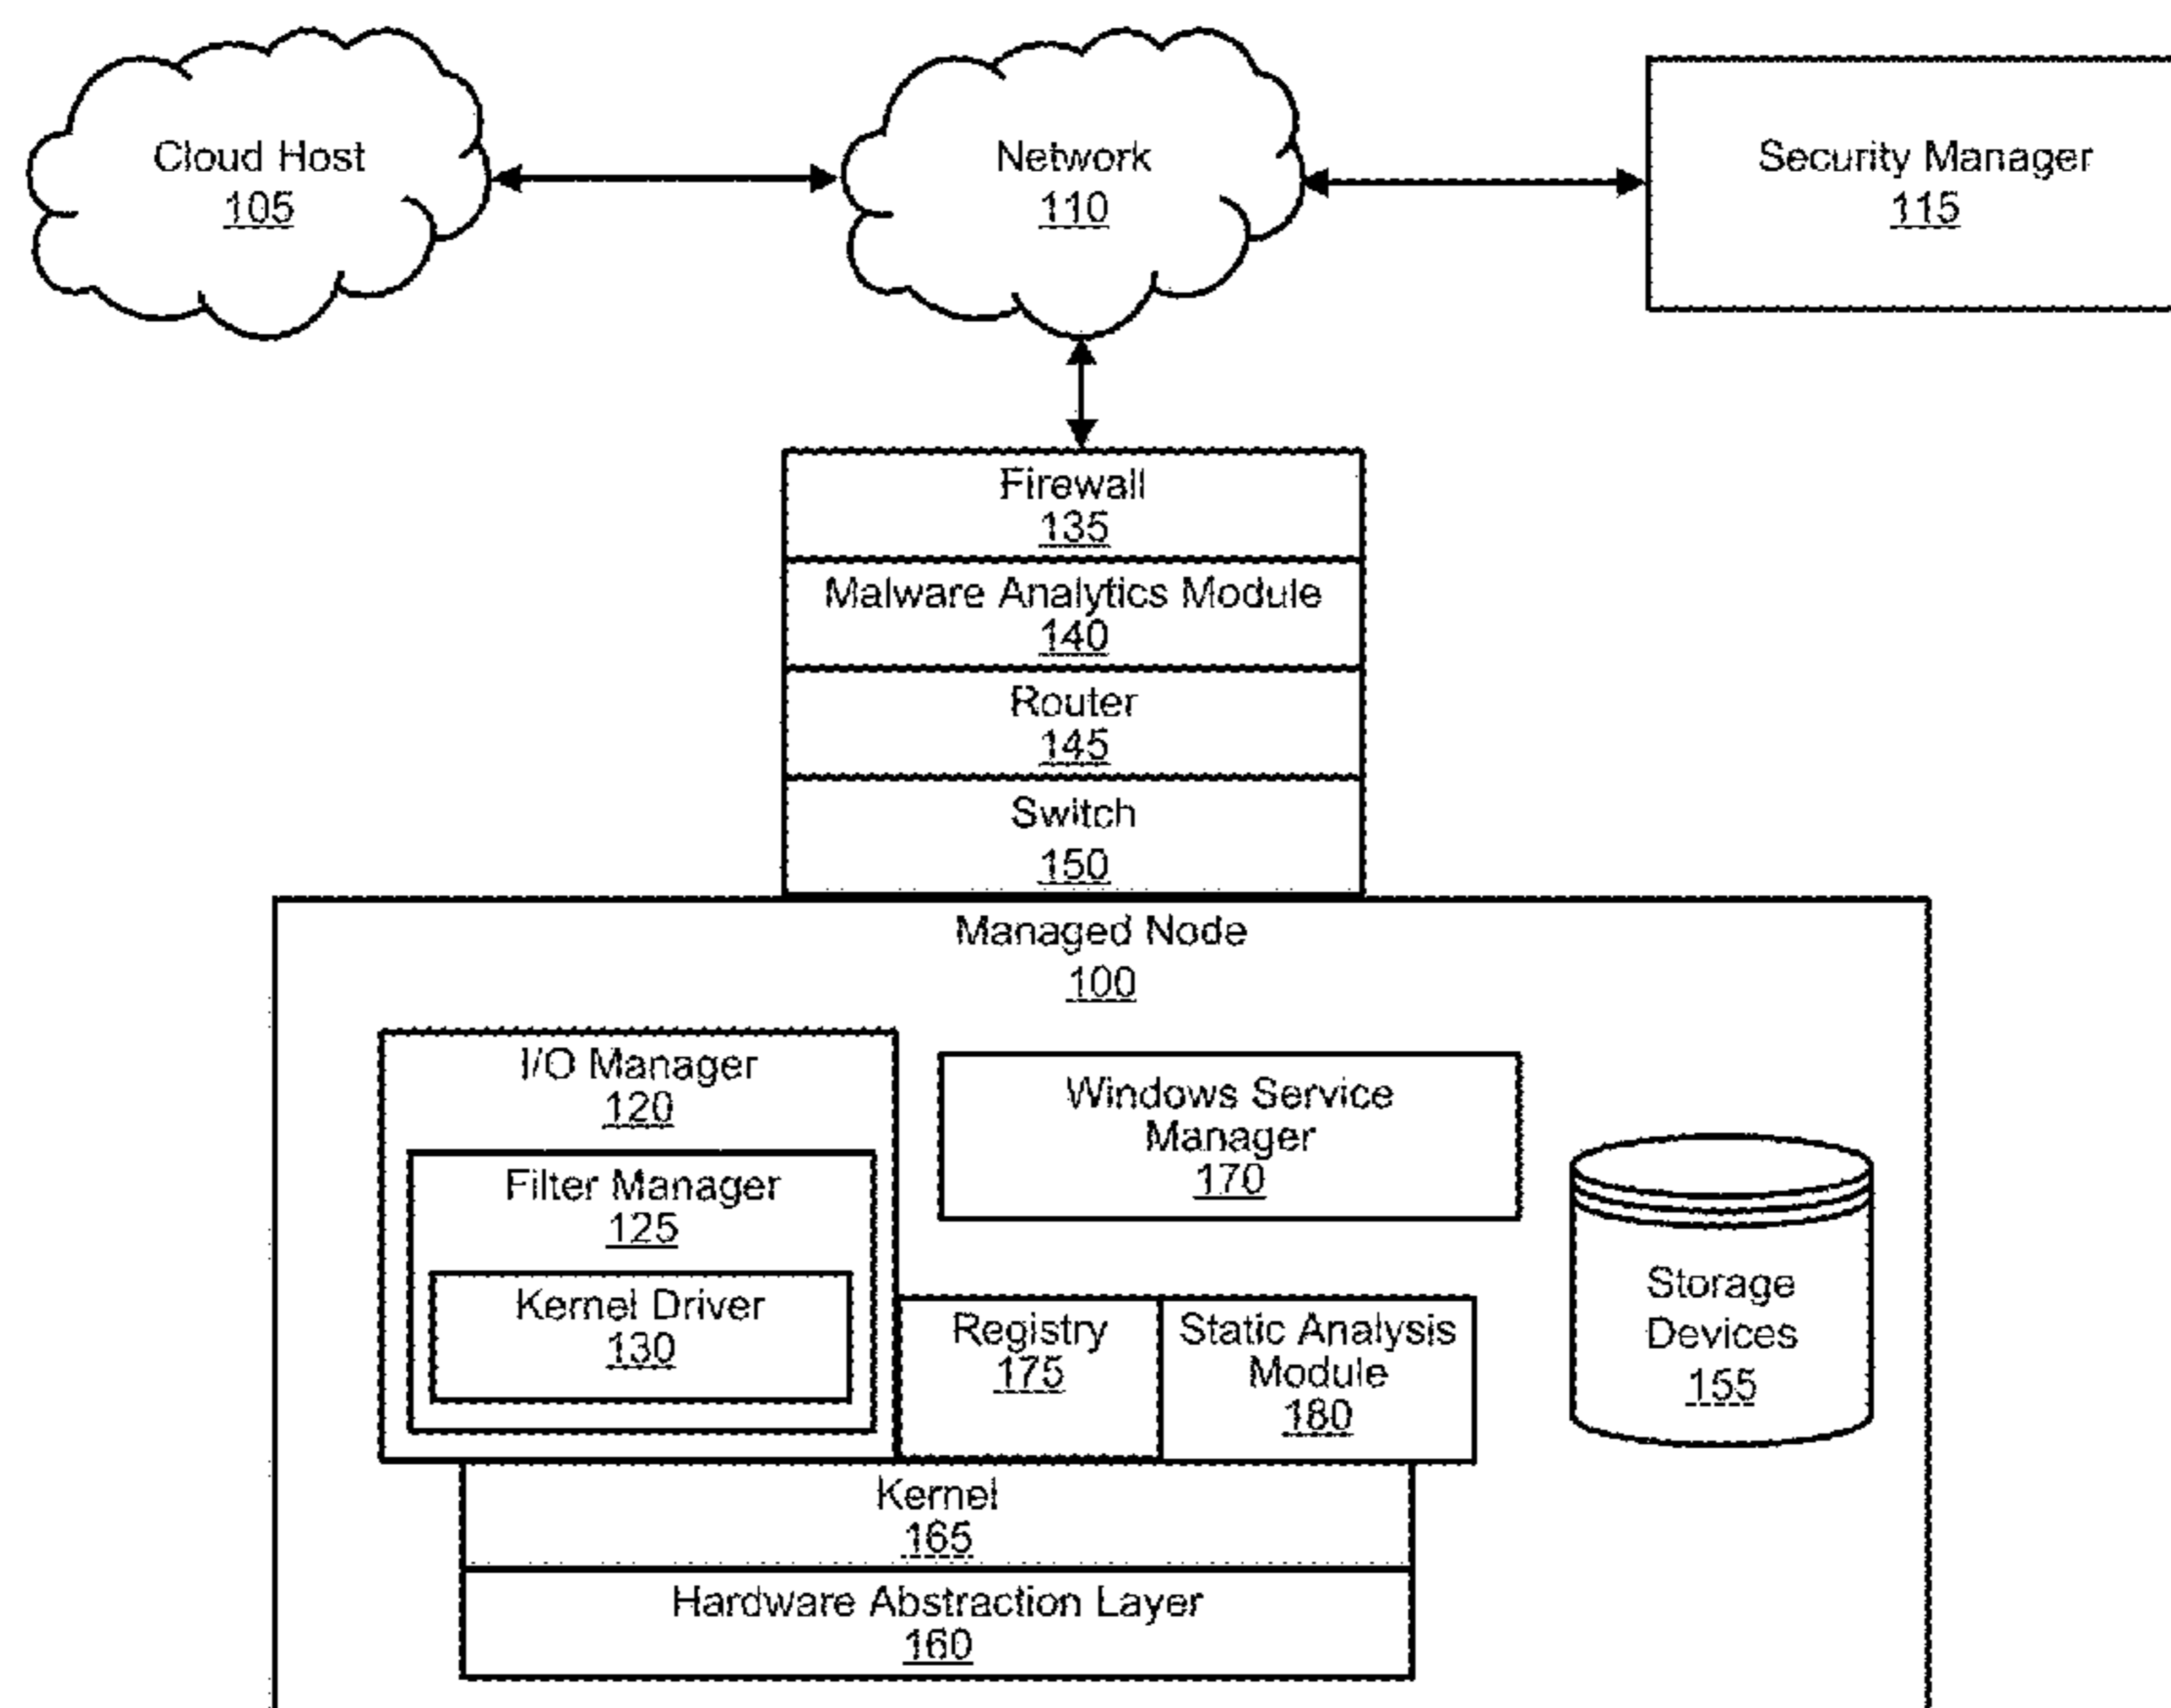 Cloud Host
105
Network
110
Security Manager
115
Firewall
135
Malware Analytics Module
140
Router
145
Switch
150
Managed Node
100
I/O Manager
120
Filter Manager
125
Kernel Driver
130
Windows Service
Manager
170
Registry
175
Static Analysis
Module
180
Storage
Devices
155
Kernel
165
Hardware Abstraction Layer
160